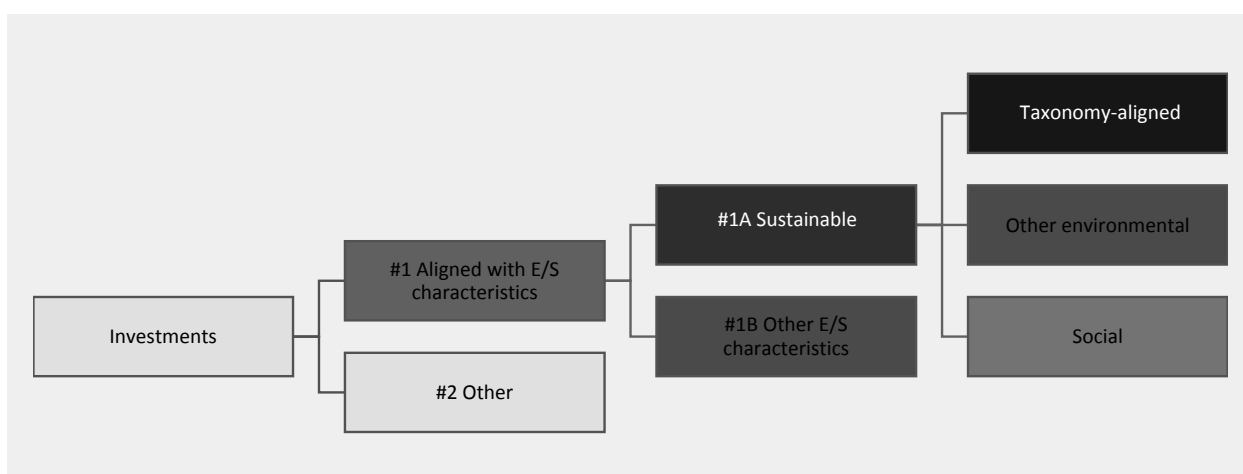 Investments
#1 Aligned with E/S
characteristics
#2 Other
#1A Sustainable
#1B Other E/S
characteristics
Taxonomy-aligned
Other environmental
Social